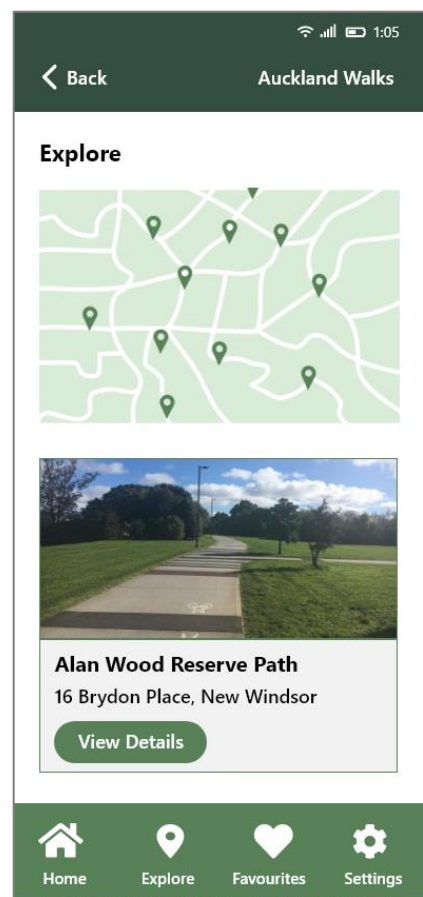 1:05
Back
Auckland Walks
Explore
Alan Wood Reserve Path
16 Brydon Place, New Windsor
View Details
Home
Explore
Favourites
Settings